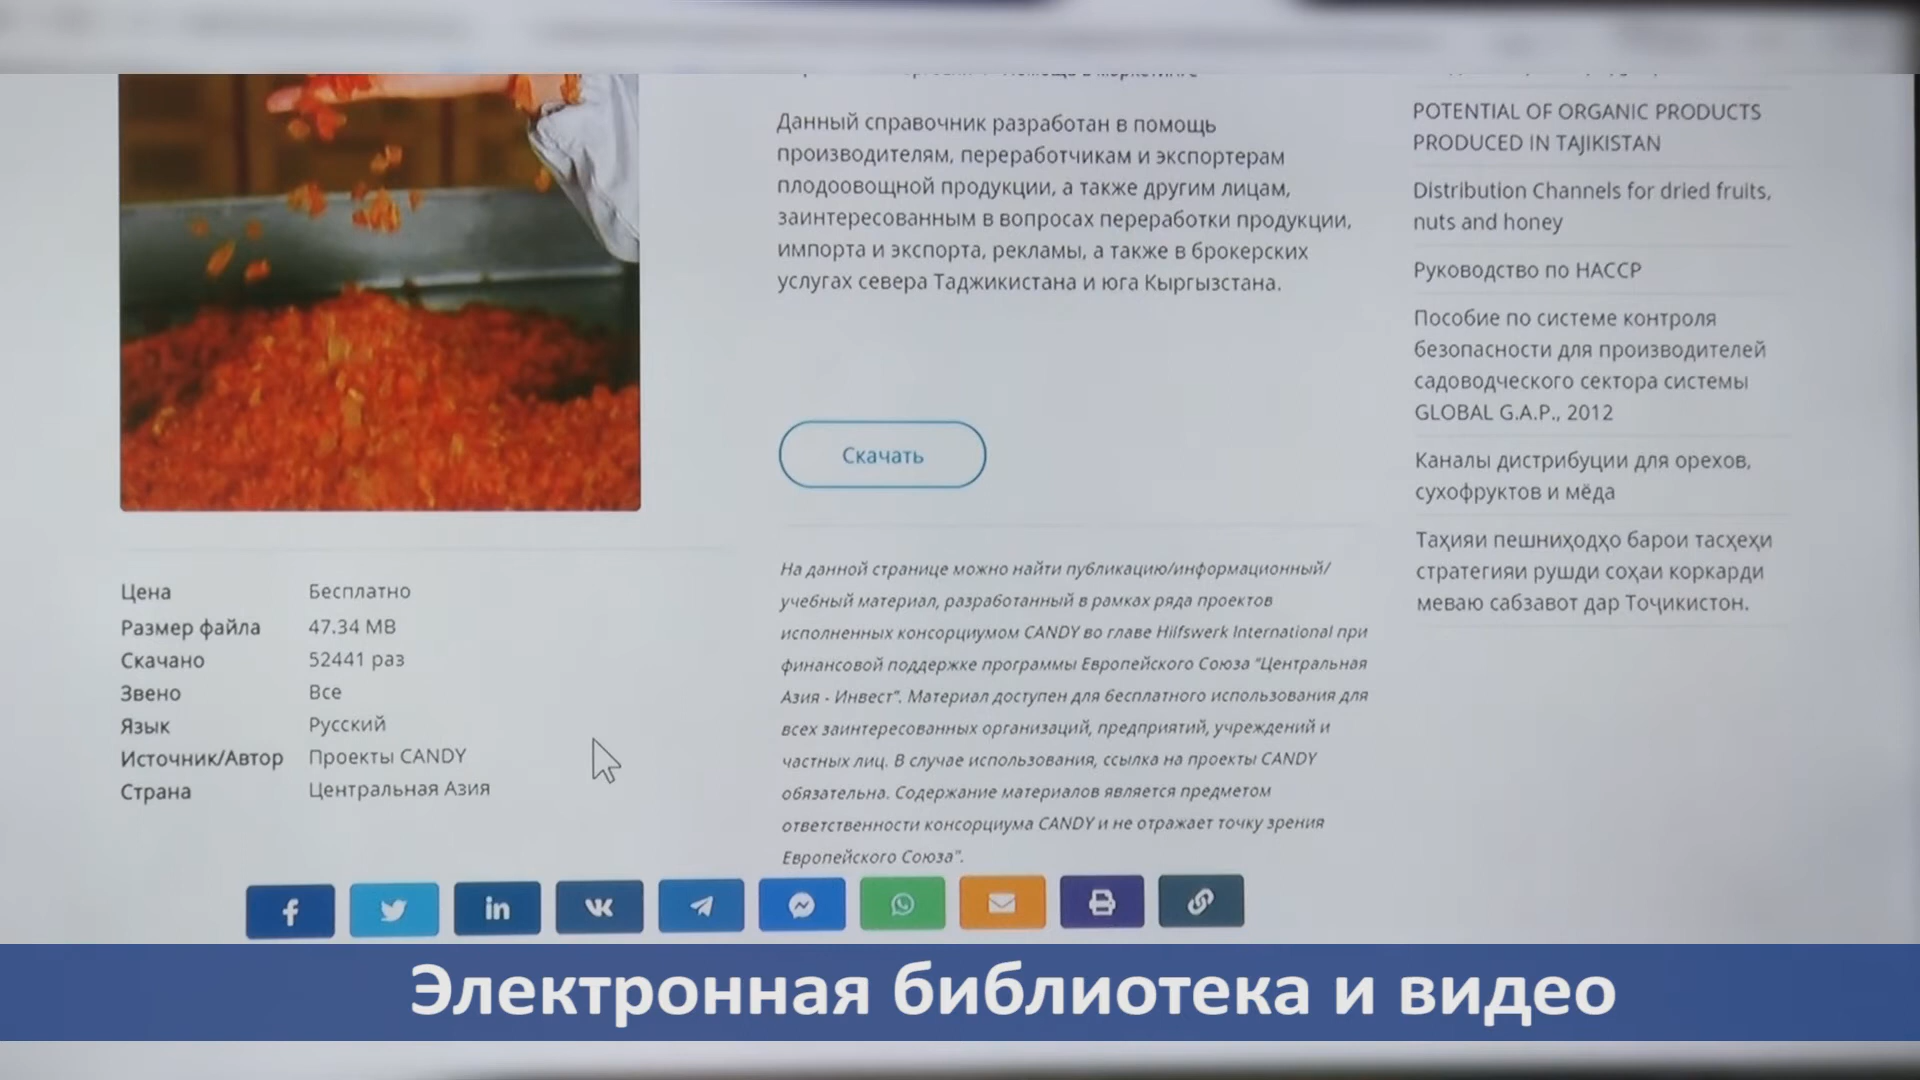 Данный справочник разработан в помощь
производителям, переработчикам и экспортерам
плодоовощной продукции, а также другим лицам,
заинтересованным в вопросах переработки продукции,
импорта и экспорта, рекламы, а также в брокерских
услугах севера Таджикистана и юга Кыргызстана.
Скачать
Цена Бесплатно
Размер файла 47.34 MB
Скачано 52441 раз
Звено Все
Язык Русский
Источник/Автор Проекты CANDY
Страна Центральная Азия
На данной странице можно найти публикацию/информационный/
учебный материал, разработанный в рамках ряда проектов
исполненных консорциумом CANDY во главе Hilfswerk International при
финансовой поддержке программы Европейского Союза "Центральная
Азия - Инвест". Материал доступен для бесплатного использования для
всех заинтересованных организаций, предприятий, учреждений и
частных лиц. В случае использования, ссылка на проекты CANDY
обязательна. Содержание материалов является предметом
ответственности консорциума CANDY и не отражает точку зрения
Европейского Союза".
POTENTIAL OF ORGANIC PRODUCTS
PRODUCED IN TAJIKISTAN
Distribution Channels for dried fruits,
nuts and honey
Руководство по НАССР
Пособие по системе контроля
безопасности для производителей
садоводческого сектора системы
GLOBAL G.A.P., 2012
Каналы дистрибуции для орехов,
сухофруктов и мёда
Таҳияи пешниҳодҳо барои тасҳеҳи
стратегияи рушди соҳаи коркарди
меваю сабзавот дар Тоҷикистон.
Электронная библиотека и видео